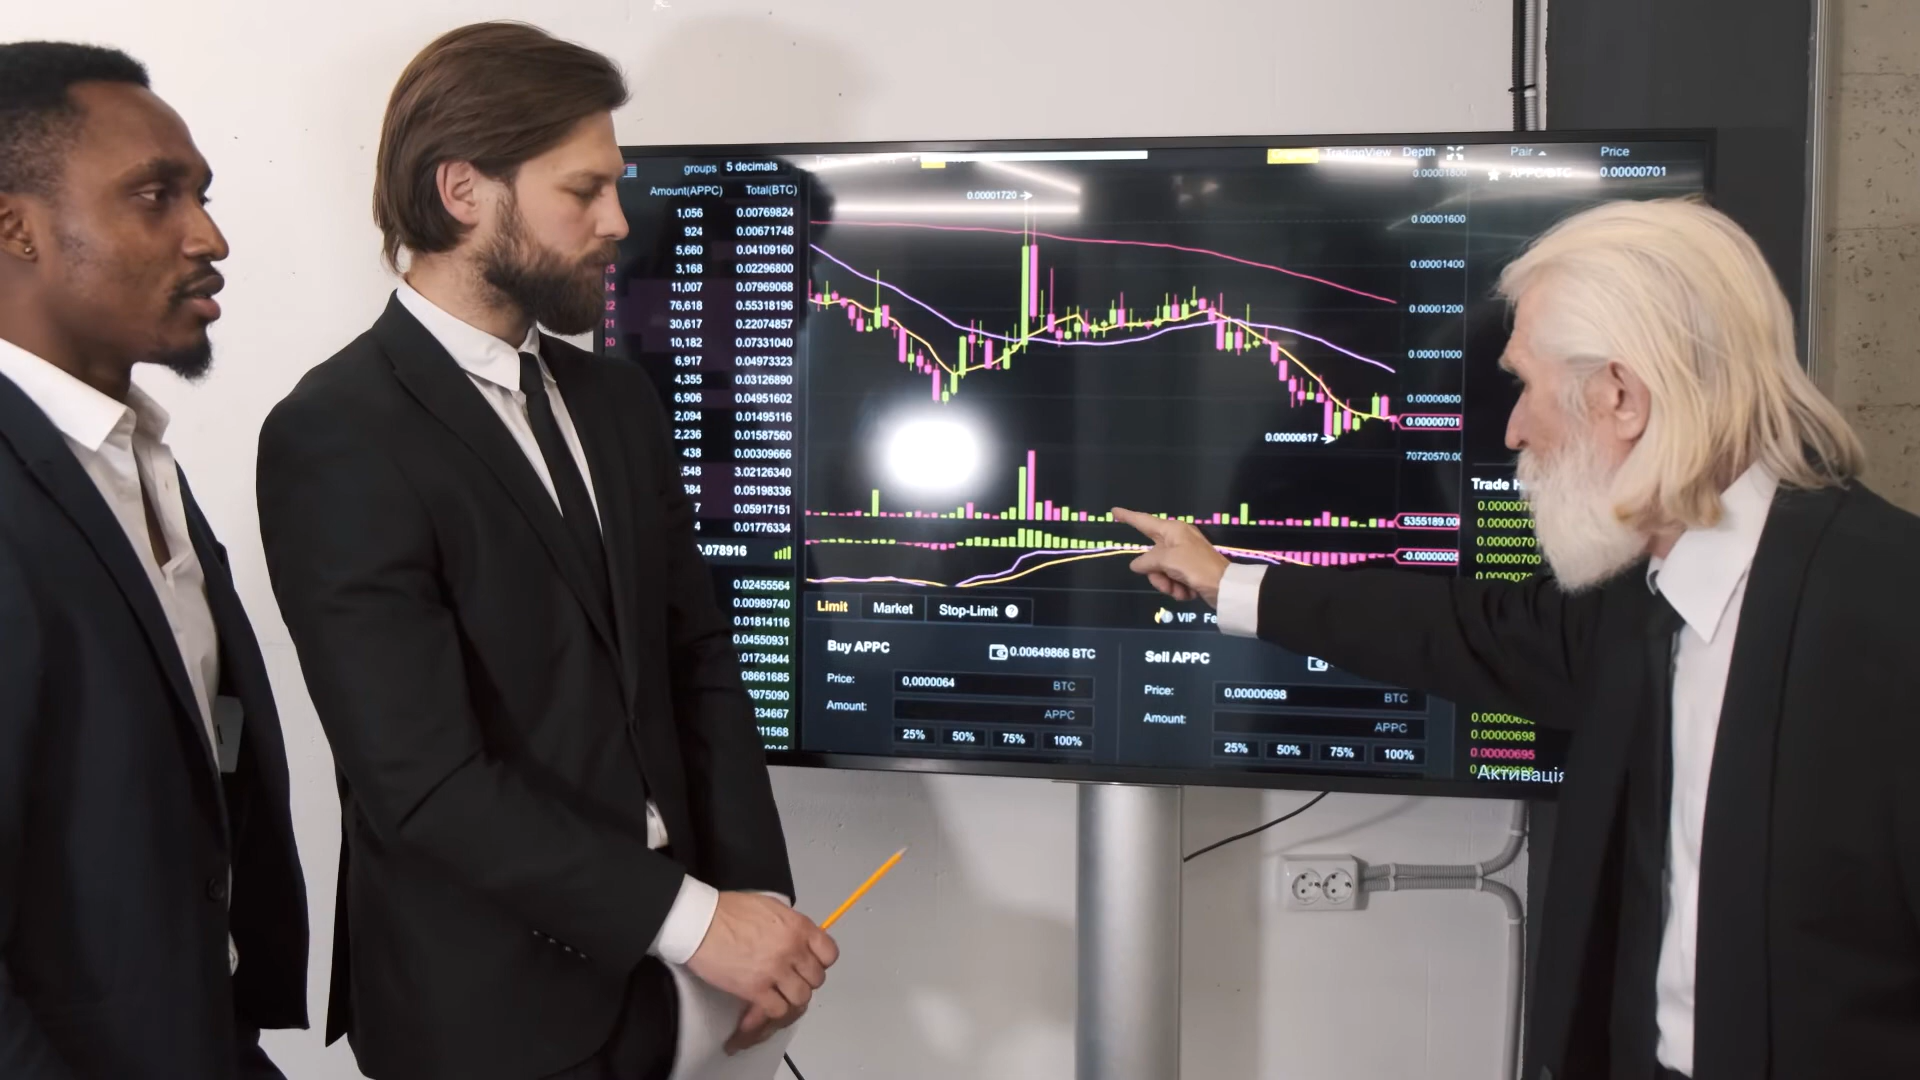 groups 5 decimals
Amount(APPC) Total(BTC)
1,056 0.00769824
924 0.00671748
5,660 0.04109160
3,168 0.02296800
11,007 0.07969068
76,618 0.55318196
30,617 0.22074857
10,182 0.07331040
6,917 0.04973323
4,355 0.03126890
6,906 0.04951602
2,094 0.01495116
2,236 0.01587560
438 0.00309666
3.02126340
0.05198336
0.05917151
0.01776334
0.02455564
0.00989740
0.01814116
0.04550931
TradingView Depth
0.00001800
0.00001720
0.00001600
0.00001400
0.00001200
0.00001000
0.00000800
0.00000701
0.00000617
70720570.00
5355189.00
Limit Market Stop-Limit
VIP
Buy APPC 0.00649866 BTC
Price: 0,0000064 BTC
Amount: APPC
25% 50% 75% 100%
Sell APPC
Price: 0,00000698 BTC
Amount: APPC
25% 50% 75% 100%
Pair Price
APPC/BTC 0.00000701
Trade
0.00000698
0.00000695